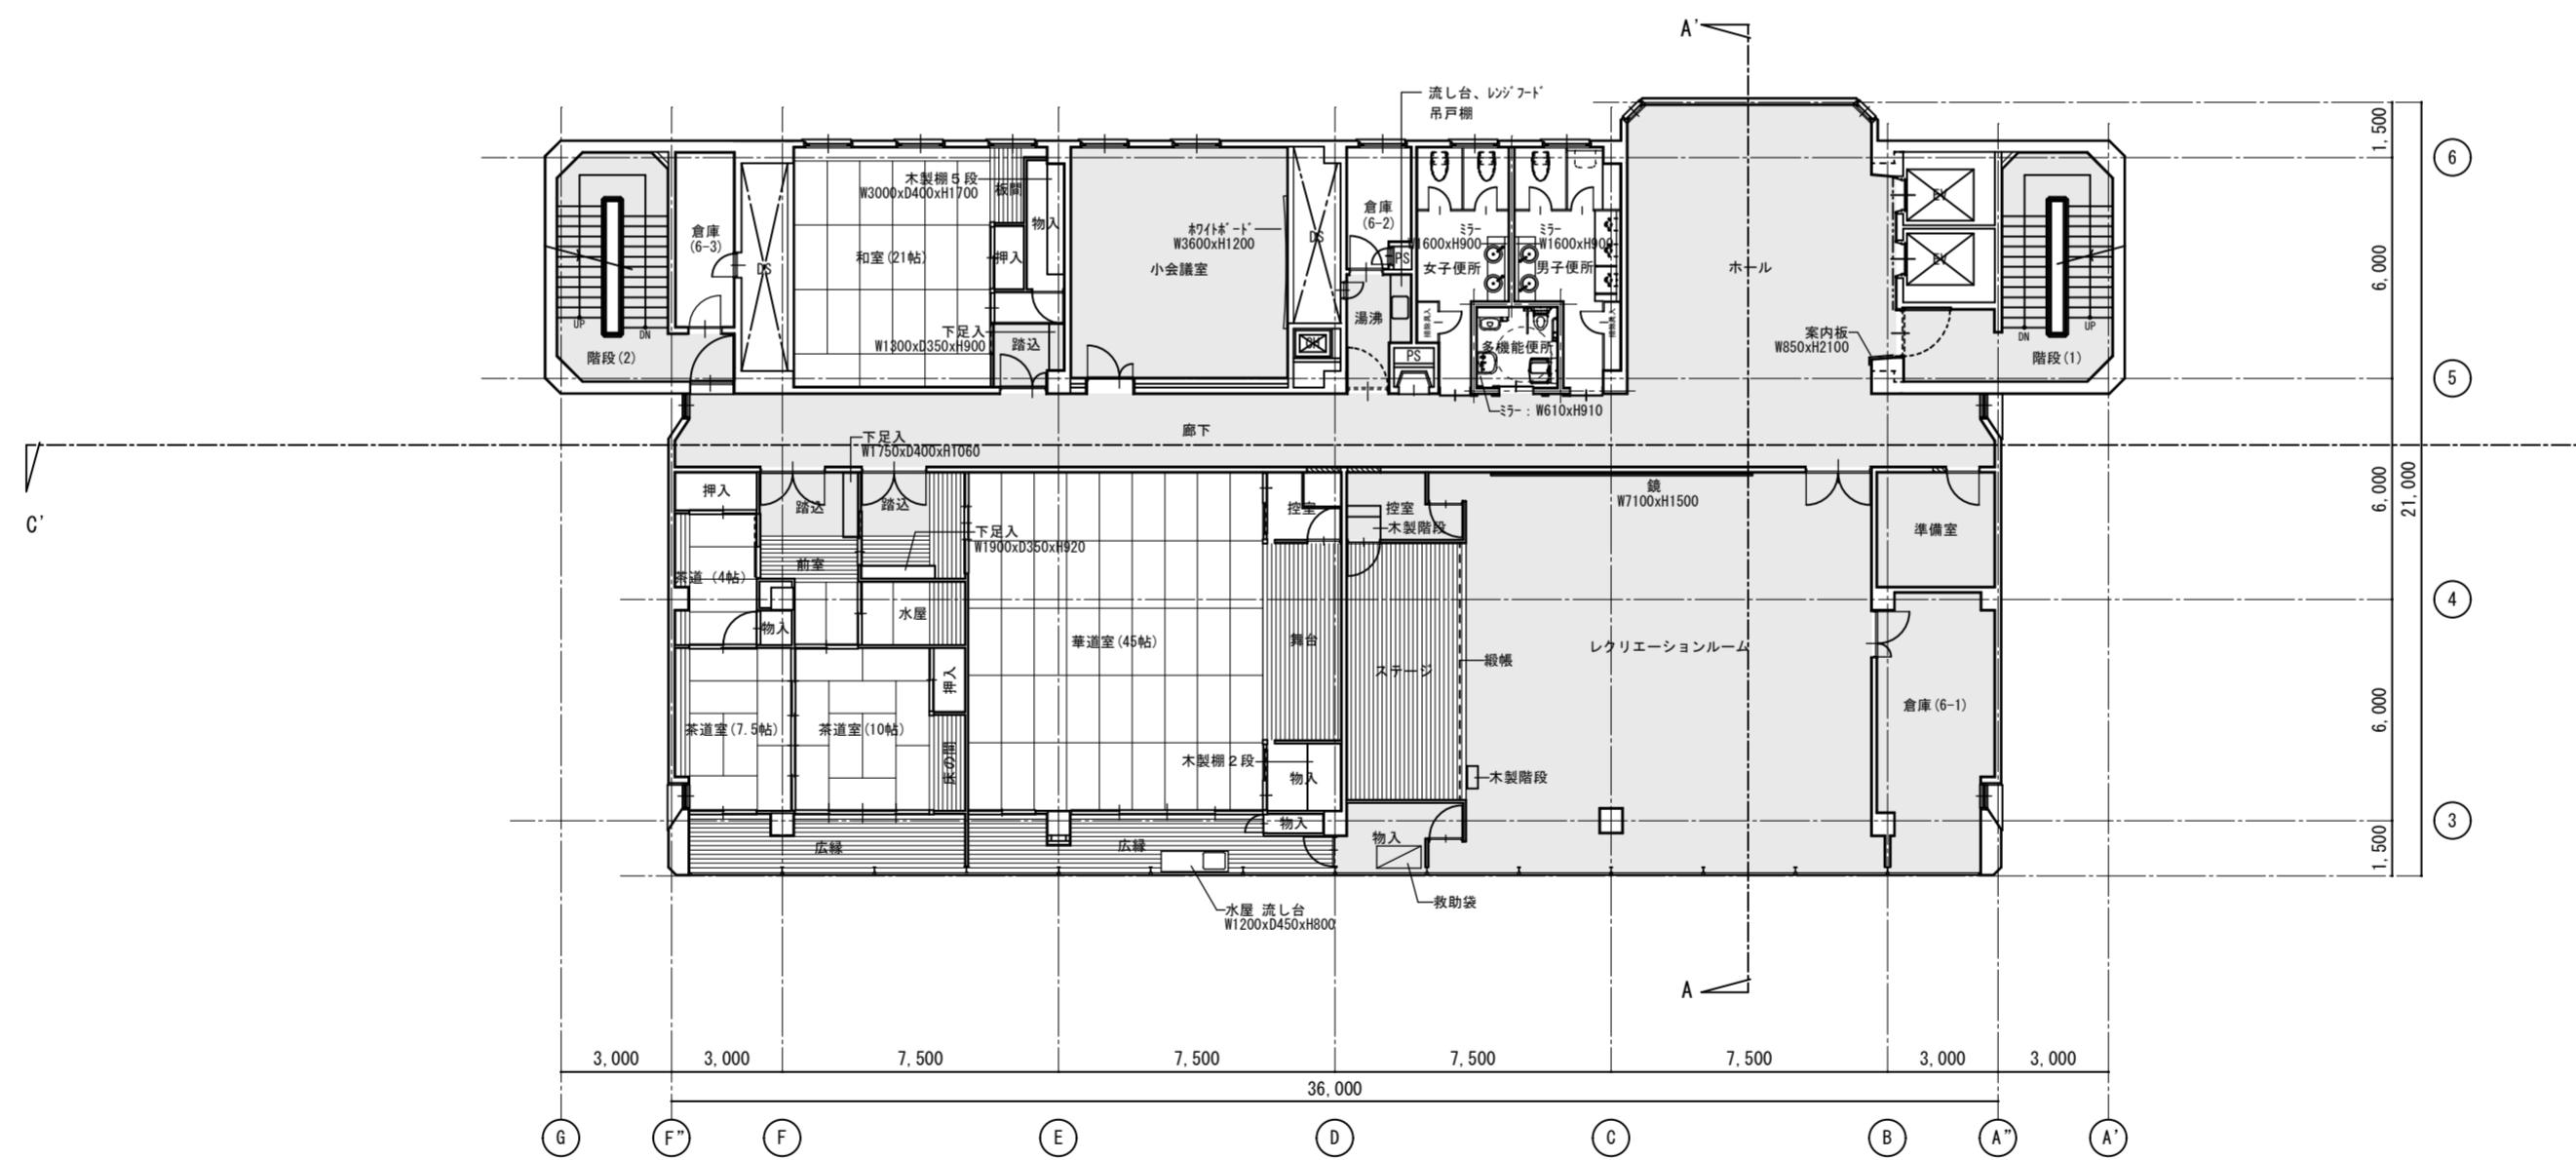 A'
流し台、ﾚﾝｼﾞﾌｰﾄﾞ
吊戸棚
1,500
6
木製棚５段
W3000xD400xH1700
板間
物入
倉庫
(6-3)
DS
和室(21帖)
押入
ﾎﾜｲﾄﾎﾞｰﾄﾞ
W3600xH1200
小会議室
DS
倉庫
(6-2)
PS
ﾐﾗｰ
W1600xH900
女子便所
ﾐﾗｰ
W1600xH900
男子便所
ホール
EV
EV
6,000
UP
DN
階段(2)
下足入
W1300xD350xH900
踏込
湯沸
PS
多機能便所
案内板
W850xH2100
DN
UP
階段(1)
5
ﾐﾗｰ：W610xH910
廊下
下足入
W1750xD400xH1060
C'
押入
踏込
踏込
控室
控室
木製階段
鏡
W7100xH1500
準備室
6,000
21,000
下足入
W1900xD350xH920
前室
茶道 (4帖)
水屋
物入
4
華道室(45帖)
舞台
ステージ
緞帳
レクリエーションルーム
押入
倉庫(6-1)
6,000
茶道室(7.5帖)
茶道室(10帖)
床の間
木製棚２段
物入
木製階段
物入
3
広縁
広縁
物入
1,500
救助袋
水屋 流し台
W1200xD450xH800
A
3,000
3,000
7,500
7,500
7,500
7,500
3,000
3,000
36,000
G
F"
F
E
D
C
B
A"
A'